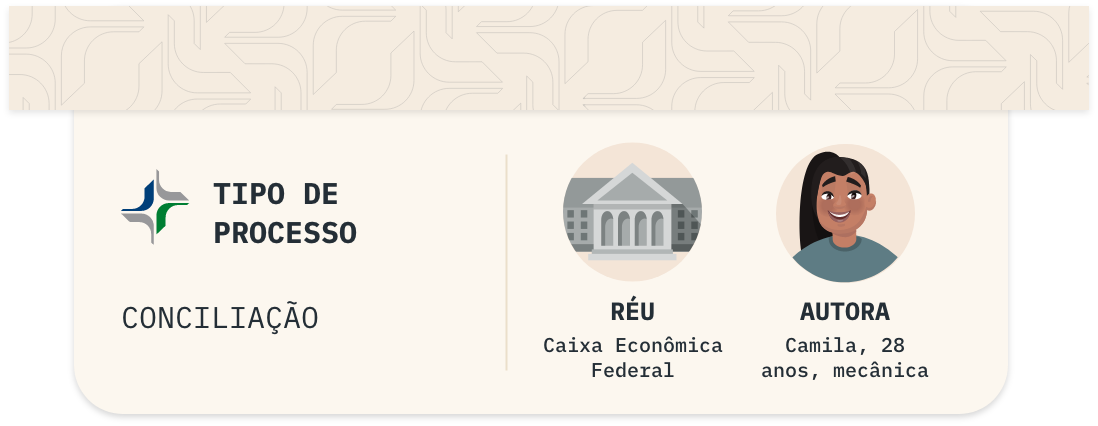 TIPO DE
PROCESSO
CONCILIAÇÃO
RÉU
Caixa Econômica
Federal
AUTORA
Camila, 28
anos, mecânica